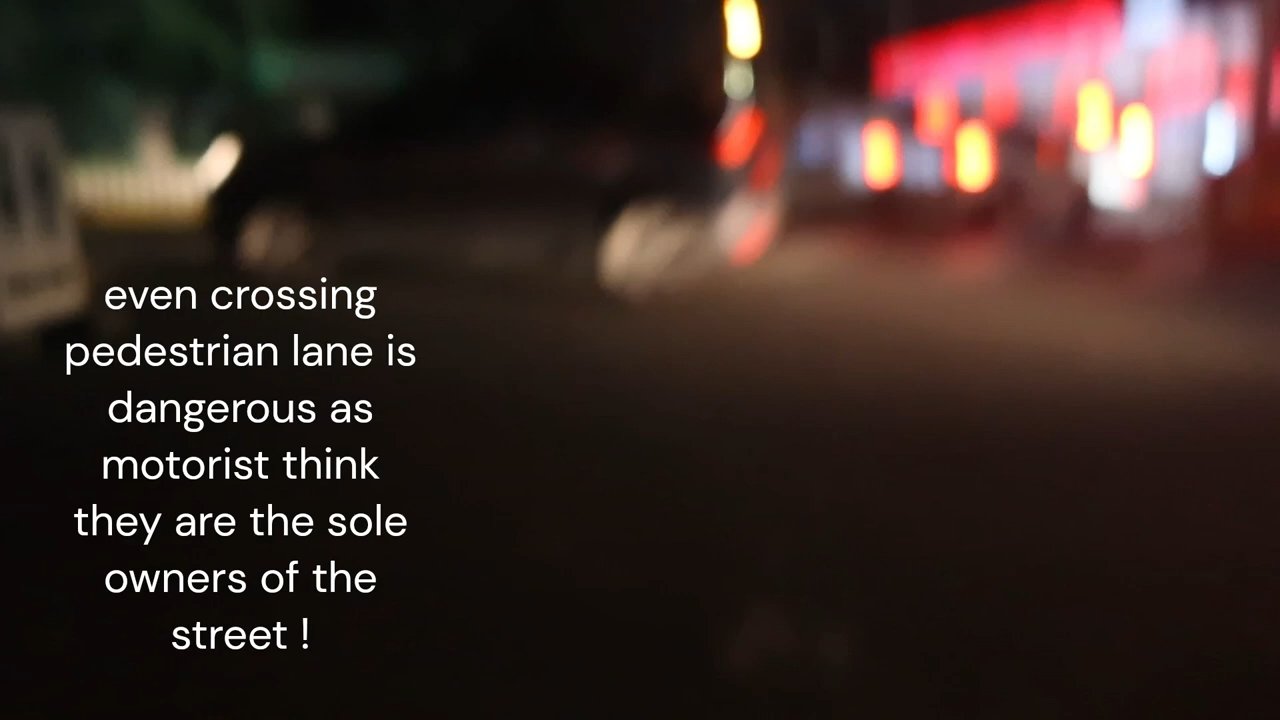 even crossing
pedestrian lane is
dangerous as
motorist think
they are the sole
owners of the
street !